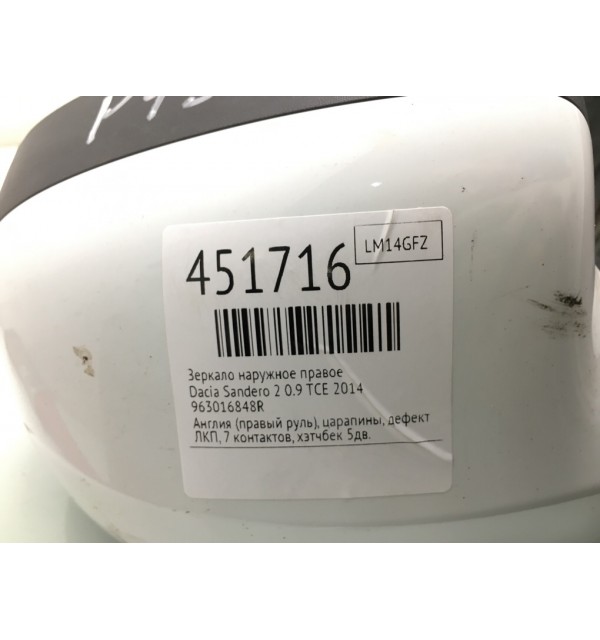 451716
LM14GFZ
Зеркало наружное правое
Dacia Sandero 2 0.9 TCE 2014
963016848R
Англия (правый руль), царапины, дефект
ЛКП, 7 контактов, хэтчбек 5дв.